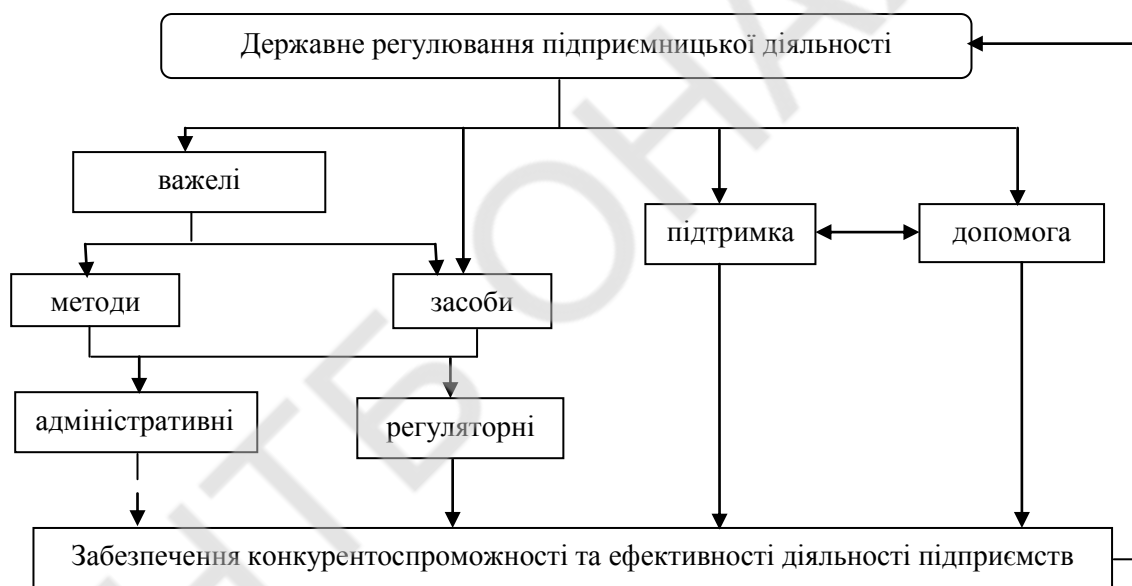 Державне регулювання підприємницької діяльності
важелі
підтримка
допомога
методи
засоби
адміністративні
регуляторні
Забезпечення конкурентоспроможності та ефективності діяльності підприємств